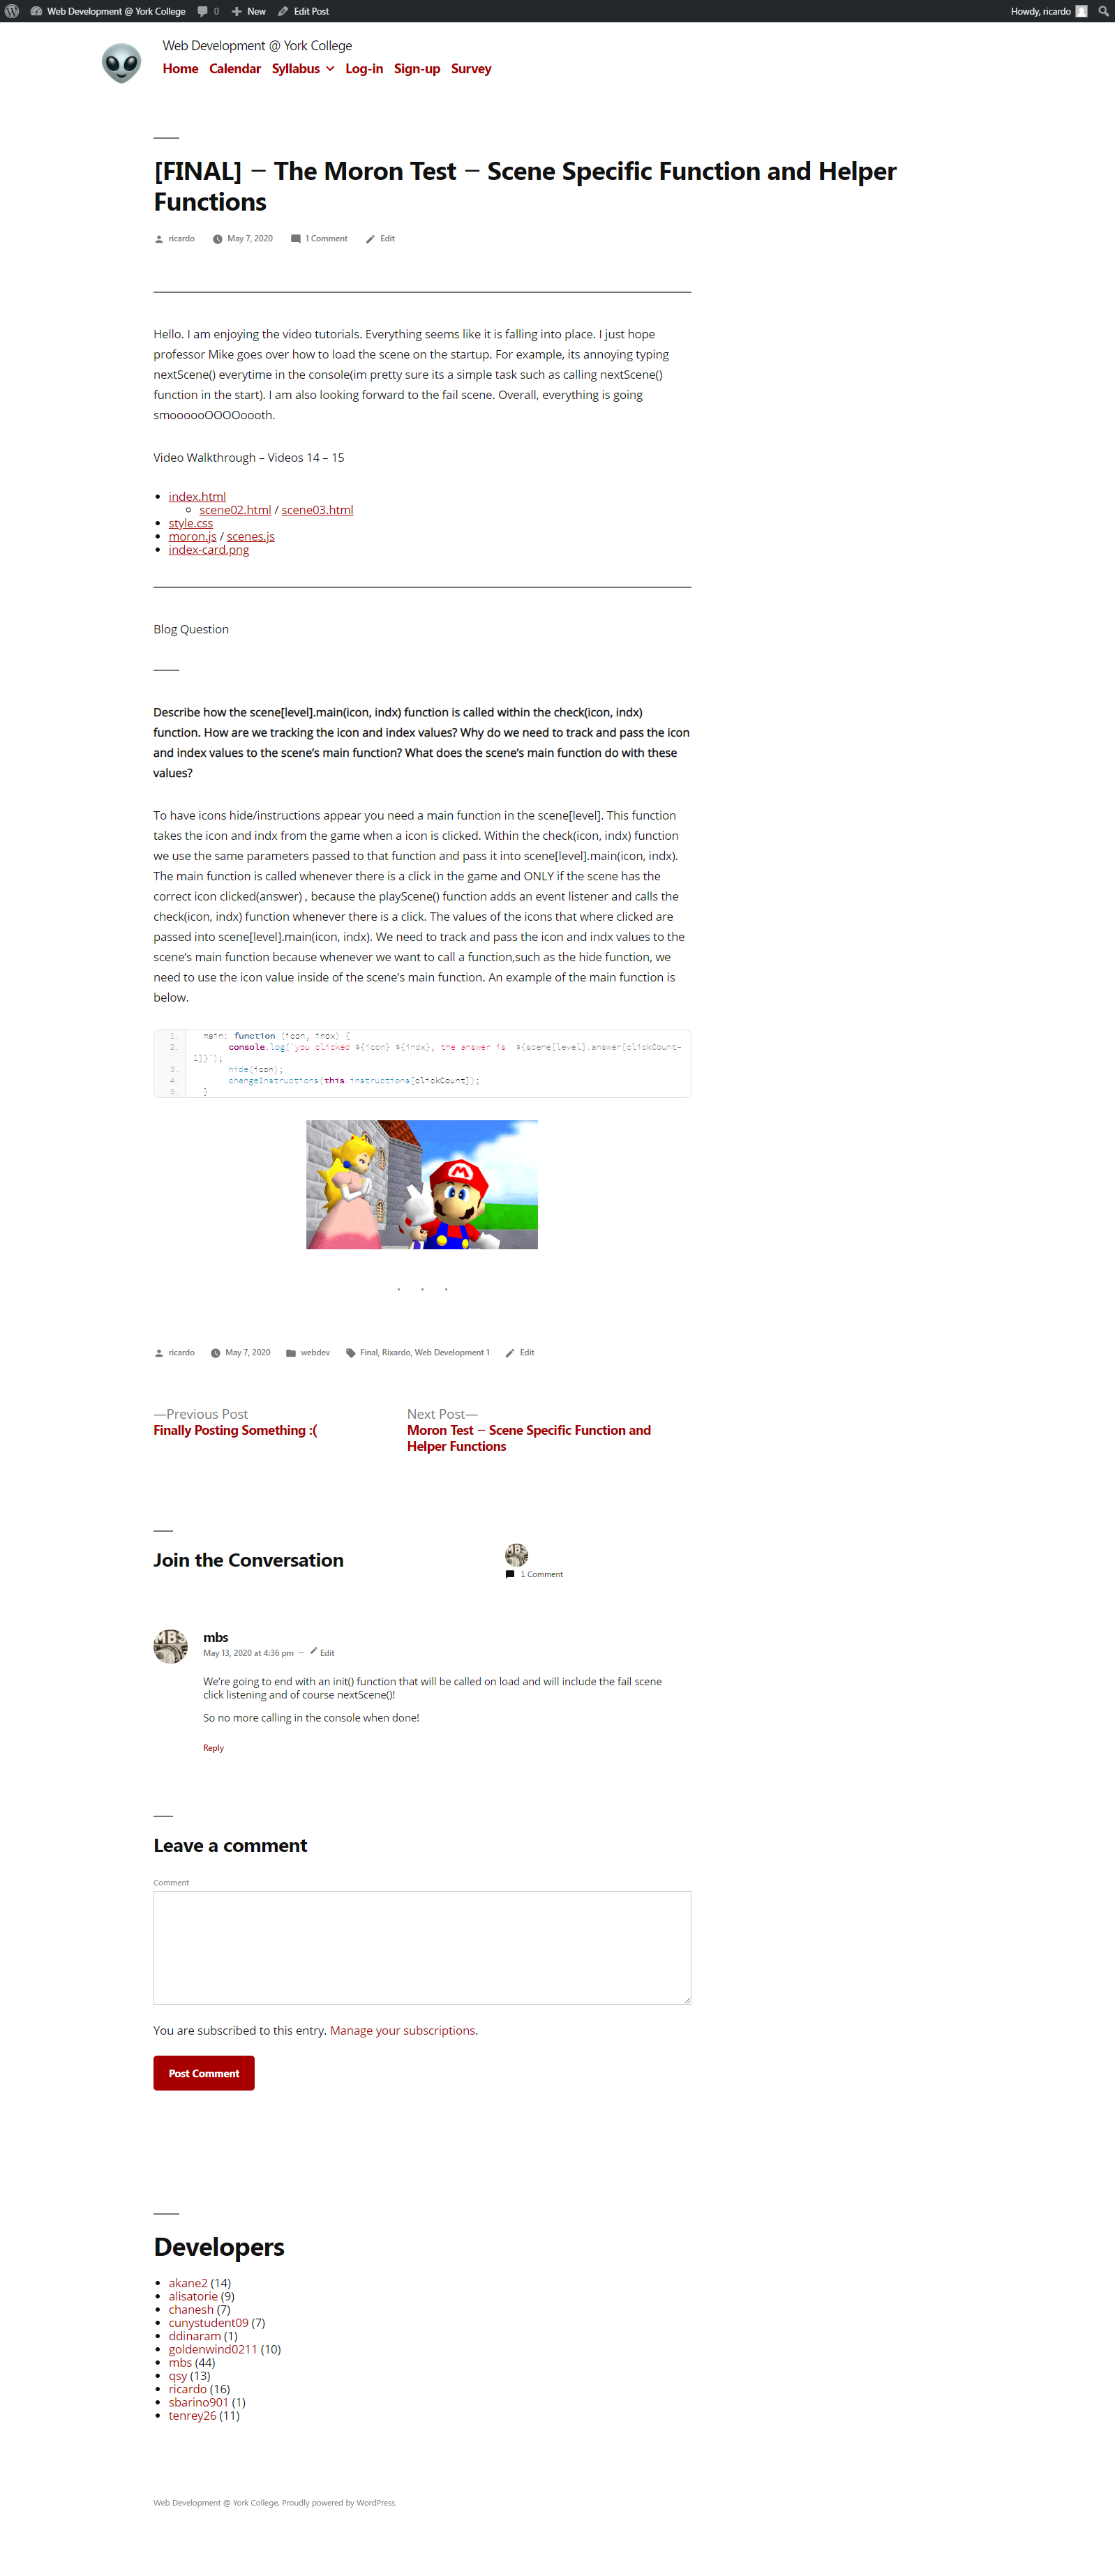 Web Development @ York College 0 New Edit Post Howdy, ricardo
Web Development @ York College
Home Calendar Syllabus Log-in Sign-up Survey
[FINAL] – The Moron Test – Scene Specific Function and Helper
Functions
ricardo May 7, 2020 1 Comment Edit
Hello. I am enjoying the video tutorials. Everything seems like it is falling into place. I just hope
professor Mike goes over how to load the scene on the startup. For example, its annoying typing
nextScene() everytime in the console(im pretty sure its a simple task such as calling nextScene()
function in the start). I am also looking forward to the fail scene. Overall, everything is going
smoooooOOOOoooth.
Video Walkthrough – Videos 14 – 15
index.html
scene02.html / scene03.html
style.css
moron.js / scenes.js
index-card.png
Blog Question
Describe how the scene[level].main(icon, indx) function is called within the check(icon, indx)
function. How are we tracking the icon and index values? Why do we need to track and pass the icon
and index values to the scene’s main function? What does the scene’s main function do with these
values?
To have icons hide/instructions appear you need a main function in the scene[level]. This function
takes the icon and indx from the game when a icon is clicked. Within the check(icon, indx) function
we use the same parameters passed to that function and pass it into scene[level].main(icon, indx).
The main function is called whenever there is a click in the game and ONLY if the scene has the
correct icon clicked(answer) , because the playScene() function adds an event listener and calls the
check(icon, indx) function whenever there is a click. The values of the icons that where clicked are
passed into scene[level].main(icon, indx). We need to track and pass the icon and indx values to the
scene’s main function because whenever we want to call a function,such as the hide function, we
need to use the icon value inside of the scene’s main function. An example of the main function is
below.
1. main: function (icon, indx) {
2. console.log(`you clicked ${icon} ${indx}, the answer is ${scene[level].answer[clickCount-
1]}`);
3. hide(icon);
4. changeInstructions(this.instructions[clickCount]);
5. }
M
. . .
ricardo May 7, 2020 webdev Final, Rixardo, Web Development 1 Edit
—Previous Post Next Post—
Finally Posting Something :( Moron Test – Scene Specific Function and
Helper Functions
Join the Conversation
MBS
1 Comment
MBS
mbs
May 13, 2020 at 4:36 pm – Edit
We’re going to end with an init() function that will be called on load and will include the fail scene
click listening and of course nextScene()!
So no more calling in the console when done!
Reply
Leave a comment
Comment
You are subscribed to this entry. Manage your subscriptions.
Post Comment
Developers
akane2 (14)
alisatorie (9)
chanesh (7)
cunystudent09 (7)
ddinaram (1)
goldenwind0211 (10)
mbs (44)
qsy (13)
ricardo (16)
sbarino901 (1)
tenrey26 (11)
Web Development @ York College, Proudly powered by WordPress.